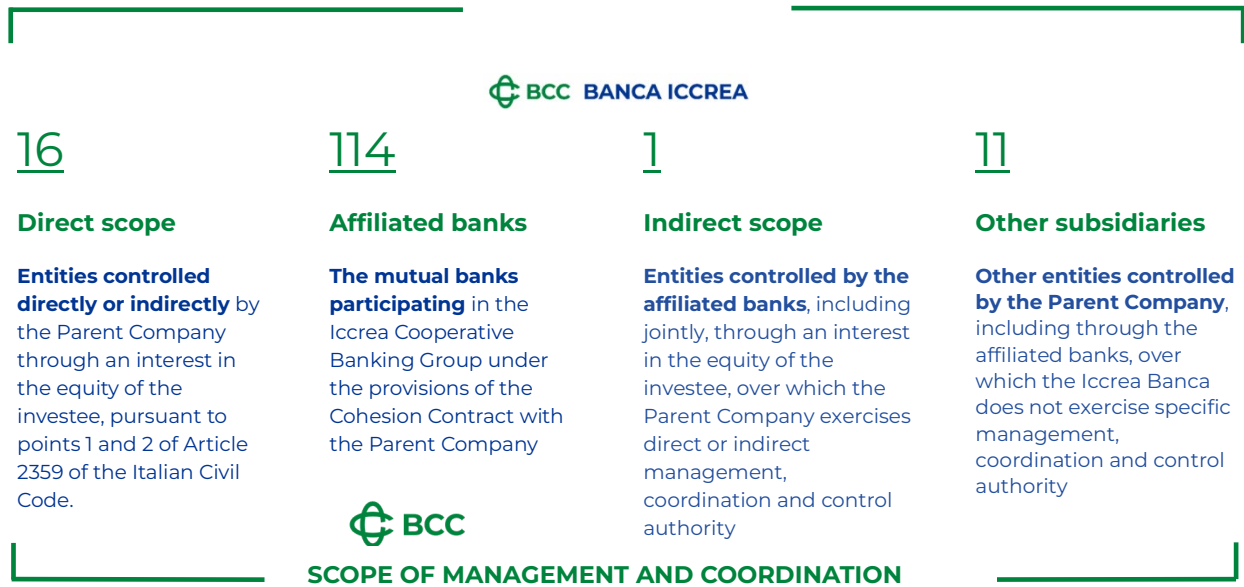 BCC BANCA ICCREA
16
Direct scope
Entities controlled
directly or indirectly by
the Parent Company
through an interest in
the equity of the
investee, pursuant to
points 1 and 2 of Article
2359 of the Italian Civil
Code.
114
Affiliated banks
The mutual banks
participating in the
Iccrea Cooperative
Banking Group under
the provisions of the
Cohesion Contract with
the Parent Company
BCC
1
Indirect scope
Entities controlled by the
affiliated banks, including
jointly, through an interest
in the equity of the
investee, over which the
Parent Company exercises
direct or indirect
management,
coordination and control
authority
11
Other subsidiaries
Other entities controlled
by the Parent Company,
including through the
affiliated banks, over
which the Iccrea Banca
does not exercise specific
management,
coordination and control
authority
SCOPE OF MANAGEMENT AND COORDINATION